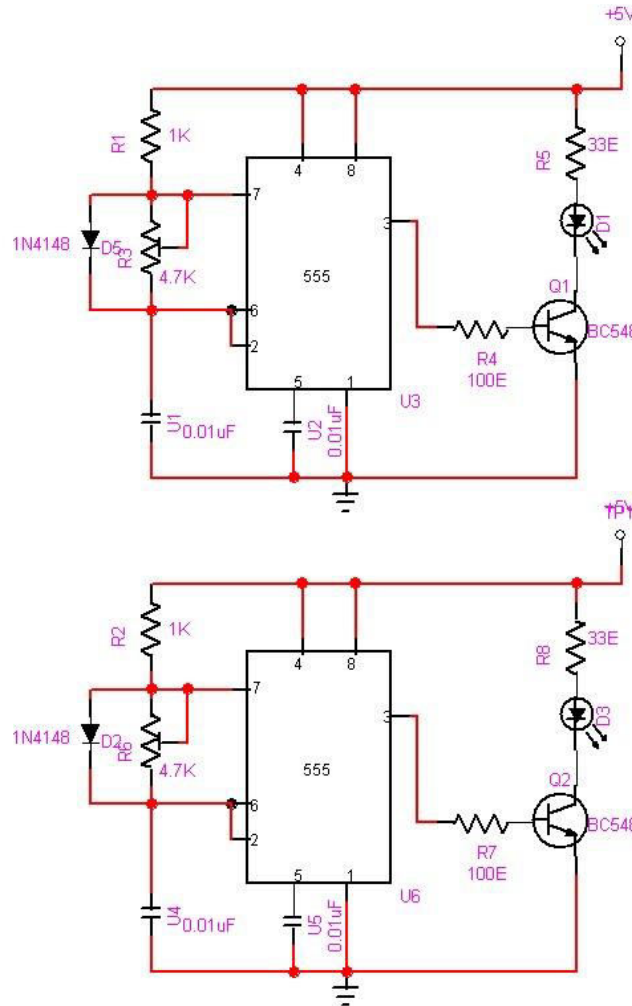 +5V
R1
1K
R5
33E
4
8
7
3
1N4148
D5
R3
4.7K
D1
555
Q1
6
2
BC548
R4
100E
5
1
U3
U1
0.01uF
U2
0.01uF
+5V
TP1
R2
1K
R8
33E
4
8
7
3
1N4148
D2
R6
4.7K
D3
555
Q2
6
2
BC548
R7
100E
5
1
U6
U4
0.01uF
U5
0.01uF